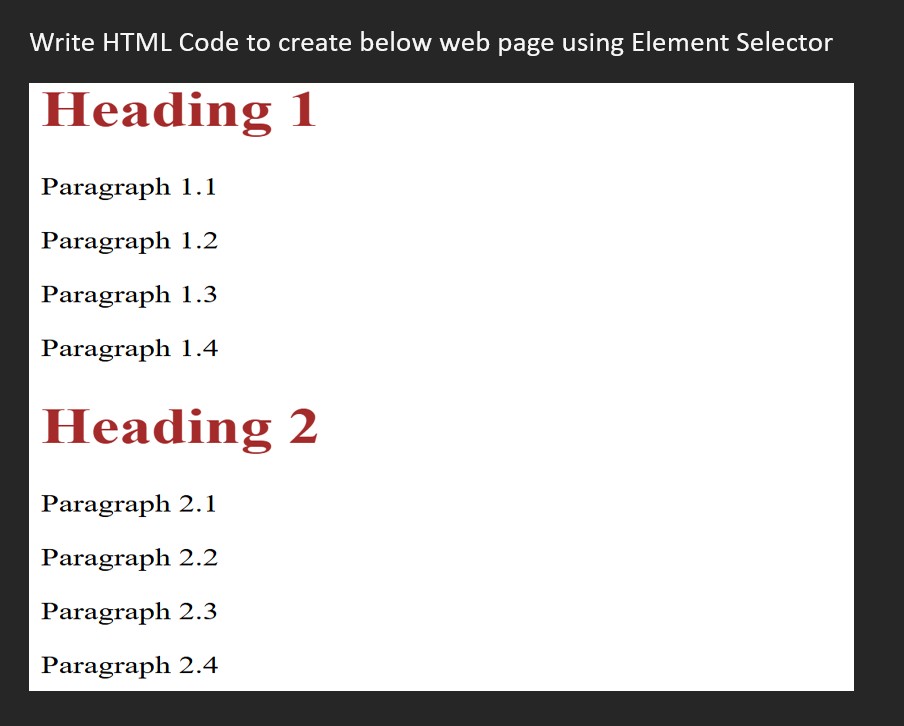 Write HTML Code to create below web page using Element Selector
Heading 1
Paragraph 1.1
Paragraph 1.2
Paragraph 1.3
Paragraph 1.4
Heading 2
Paragraph 2.1
Paragraph 2.2
Paragraph 2.3
Paragraph 2.4